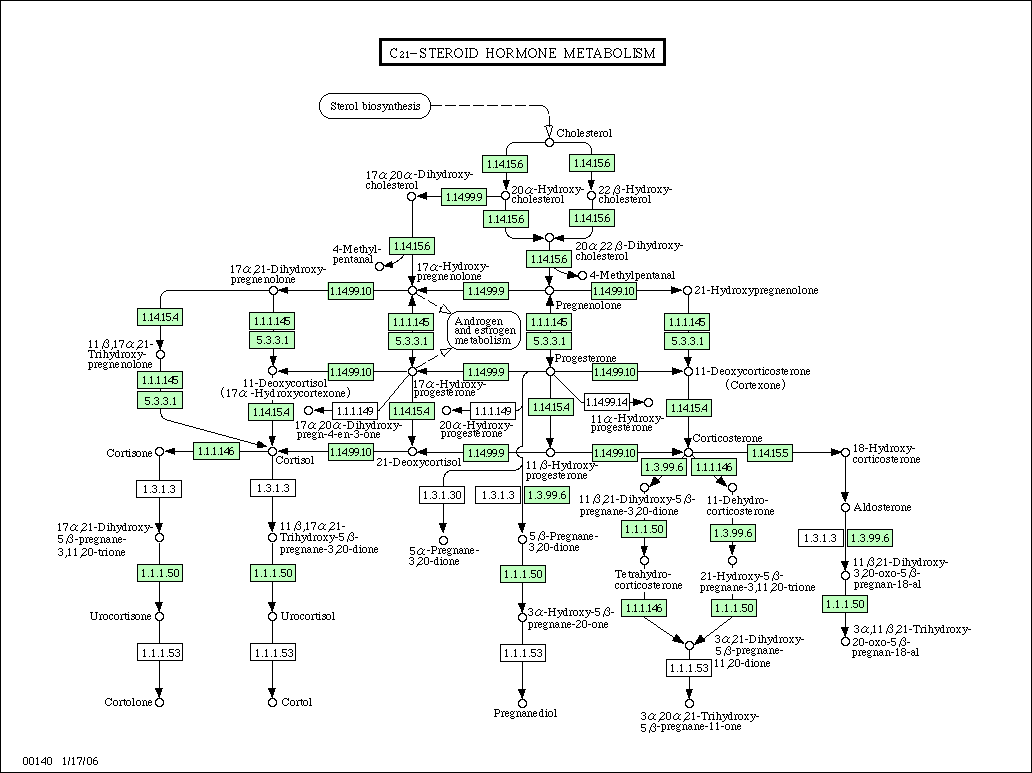 C21-STEROID HORMONE METABOLISM
Sterol biosynthesis
Cholesterol
1.14.15.6
1.14.15.6
17α,20α-Dihydroxy-
cholesterol
1.14.99.9
20α-Hydroxy-
cholesterol
22β-Hydroxy-
cholesterol
1.14.15.6
1.14.15.6
4-Methyl-
pentanal
1.14.15.6
20α,22β-Dihydroxy-
cholesterol
1.14.15.6
4-Methylpentanal
17α,21-Dihydroxy-
pregnenolone
17α-Hydroxy-
pregnenolone
1.14.99.10
1.14.99.9
1.14.99.10
21-Hydroxypregnenolone
Pregnenolone
1.14.15.4
1.1.1.145
5.3.3.1
1.1.1.145
5.3.3.1
Androgen
and estrogen
metabolism
1.1.1.145
5.3.3.1
1.1.1.145
5.3.3.1
11β,17α,21-
Trihydroxy-
pregnenolone
1.1.1.145
5.3.3.1
Progesterone
1.14.99.10
1.14.99.9
1.14.99.10
11-Deoxycorticosterone
(Cortexone)
11-Deoxycortisol
(17α-Hydroxycortexone)
17α-Hydroxy-
progesterone
1.14.15.4
1.1.1.149
1.14.15.4
1.1.1.149
1.14.15.4
1.14.99.14
1.14.15.4
17α,20α-Dihydroxy-
pregn-4-en-3-one
20α-Hydroxy-
progesterone
11α-Hydroxy-
progesterone
Cortisone
1.1.1.146
Cortisol
1.14.99.10
21-Deoxycortisol
1.14.99.9
11β-Hydroxy-
progesterone
1.14.99.10
Corticosterone
1.14.15.5
18-Hydroxy-
corticosterone
1.3.1.3
1.3.1.3
1.3.1.30
1.3.1.3
1.3.99.6
1.3.99.6
1.1.1.146
11β,21-Dihydroxy-5β-
pregnane-3,20-dione
11-Dehydro-
corticosterone
Aldosterone
17α,21-Dihydroxy-
5β-pregnane-
3,11,20-trione
11β,17α,21-
Trihydroxy-5β-
pregnane-3,20-dione
5α-Pregnane-
3,20-dione
5β-Pregnane-
3,20-dione
1.1.1.50
1.3.99.6
1.3.1.3
1.3.99.6
1.1.1.50
1.1.1.50
1.1.1.50
Tetrahydro-
corticosterone
21-Hydroxy-5β-
pregnane-3,11,20-trione
11β,21-Dihydroxy-
3,20-oxo-5β-
pregnan-18-al
Urocortisone
Urocortisol
3α-Hydroxy-5β-
pregnane-20-one
1.1.1.146
1.1.1.50
1.1.1.50
1.1.1.53
1.1.1.53
1.1.1.53
3α,21-Dihydroxy-
5β-pregnane-
11,20-dione
1.1.1.53
3α,11β,21-Trihydroxy-
20-oxo-5β-
pregnan-18-al
Cortolone
Cortol
Pregnanediol
3α,20α,21-Trihydroxy-
5β-pregnane-11-one
00140 1/17/06